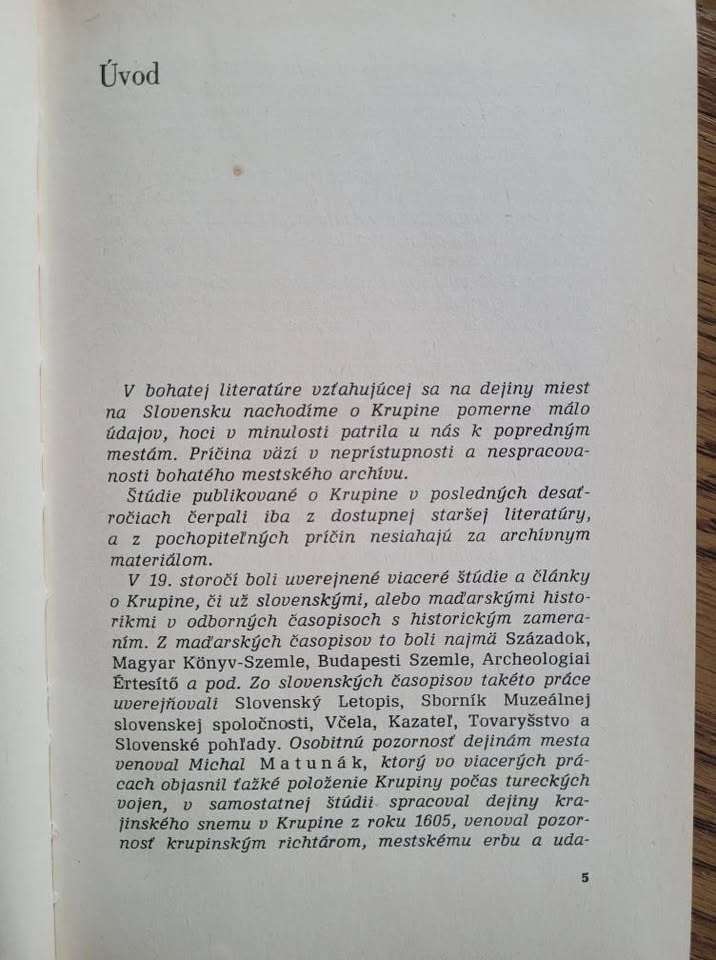 Úvod
V bohatej literatúre vzťahujúcej sa na dejiny miest
na Slovensku nachodíme o Krupine pomerne málo
údajov, hoci v minulosti patrila u nás k popredným
mestám. Príčina väzí v neprístupnosti a nespracova-
nosti bohatého mestského archívu.
Štúdie publikované o Krupine v posledných desať-
ročiach čerpali iba z dostupnej staršej literatúry,
a z pochopiteľných príčin nesiahajú za archívnym
materiálom.
V 19. storočí boli uverejnené viaceré štúdie a články
o Krupine, či už slovenskými, alebo maďarskými histo-
rikmi v odborných časopisoch s historickým zamera-
ním. Z maďarských časopisov to boli najmä Századok,
Magyar Könyv-Szemle, Budapesti Szemle, Archeologiai
Értesítő a pod. Zo slovenských časopisov takéto práce
uverejňovali Slovenský Letopis, Sborník Muzeálnej
slovenskej spoločnosti, Včela, Kazateľ, Tovaryšstvo a
Slovenské pohľady. Osobitnú pozornosť dejinám mesta
venoval Michal Matunák, ktorý vo viacerých prá-
cach objasnil ťažké položenie Krupiny počas tureckých
vojen, v samostatnej štúdii spracoval dejiny kra-
jinského snemu v Krupine z roku 1605, venoval pozor-
nosť krupinským richtárom, mestskému erbu a uda-
5